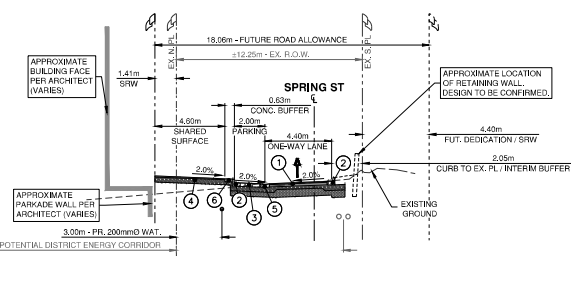 18.06m - FUTURE ROAD ALLOWANCE
±12.25m - EX. R.O.W.
EX. N. PL
EX. S. PL
APPROXIMATE
BUILDING FACE
PER ARCHITECT
(VARIES)
1.41m
SRW
SPRING ST
℄
APPROXIMATE LOCATION
OF RETAINING WALL.
DESIGN TO BE CONFIRMED.
0.63m
CONC. BUFFER
4.60m
SHARED
SURFACE
2.00m
PARKING
4.40m
ONE-WAY LANE
4.40m
FUT. DEDICATION / SRW
2.05m
CURB TO EX. PL / INTERIM BUFFER
1
2
2.0%
2.0%
2.0%
4
6
2
3
5
APPROXIMATE
PARKADE WALL PER
ARCHITECT (VARIES)
EXISTING
GROUND
3.00m - PR. 200mmØ WAT.
POTENTIAL DISTRICT ENERGY CORRIDOR